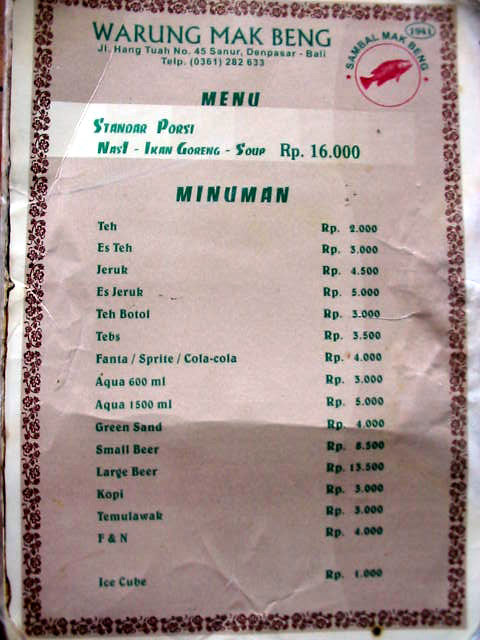 WARUNG MAK BENG
Jl. Hang Tuah No. 45 Sanur, Denpasar - Bali
Telp. (0361) 282 633
1941
SAMBAL MAK BENG
MENU
STANDAR PORSI
NASI - IKAN GORENG - SOUP Rp. 16.000
MINUMAN
Teh Rp. 2.000
Es Teh Rp. 3.000
Jeruk Rp. 4.500
Es Jeruk Rp. 5.000
Teh Botol Rp. 3.000
Tebs Rp. 3.500
Fanta / Sprite / Cola-cola Rp. 4.000
Aqua 600 ml Rp. 3.000
Aqua 1500 ml Rp. 5.000
Green Sand Rp. 4.000
Small Beer Rp. 8.500
Large Beer Rp. 13.500
Kopi Rp. 3.000
Temulawak Rp. 3.000
F & N Rp. 4.000
Ice Cube Rp. 1.000